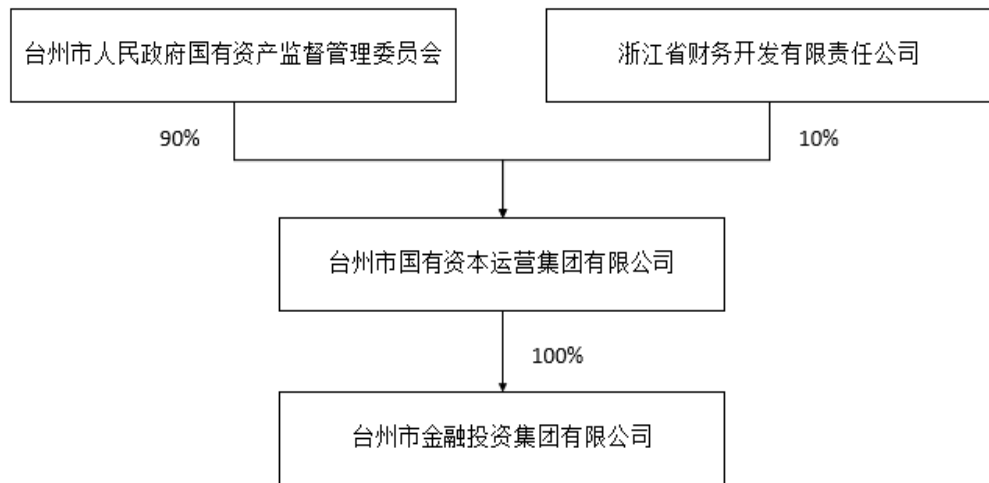 台州市人民政府国有资产监督管理委员会
浙江省财务开发有限责任公司
90%
10%
台州市国有资本运营集团有限公司
100%
台州市金融投资集团有限公司